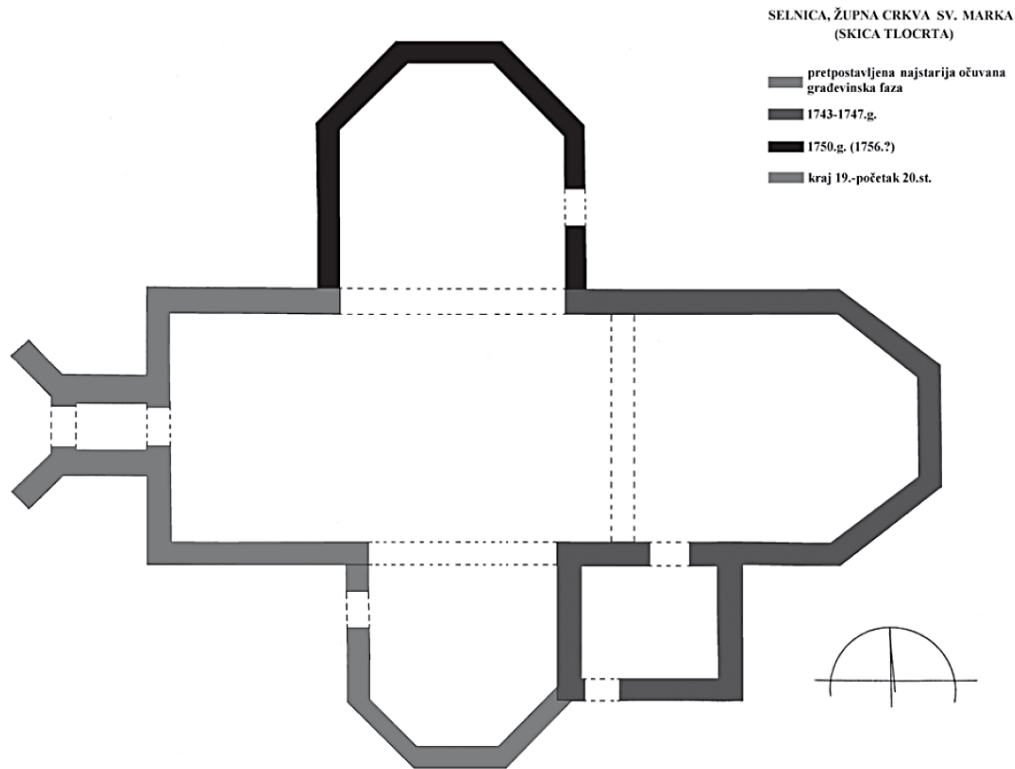 SELNICA, ŽUPNA CRKVA SV. MARKA
(SKICA TLOCRTA)
pretpostavljena najstarija očuvana
građevinska faza
1743-1747.g.
1750.g. (1756.?)
kraj 19.-početak 20.st.